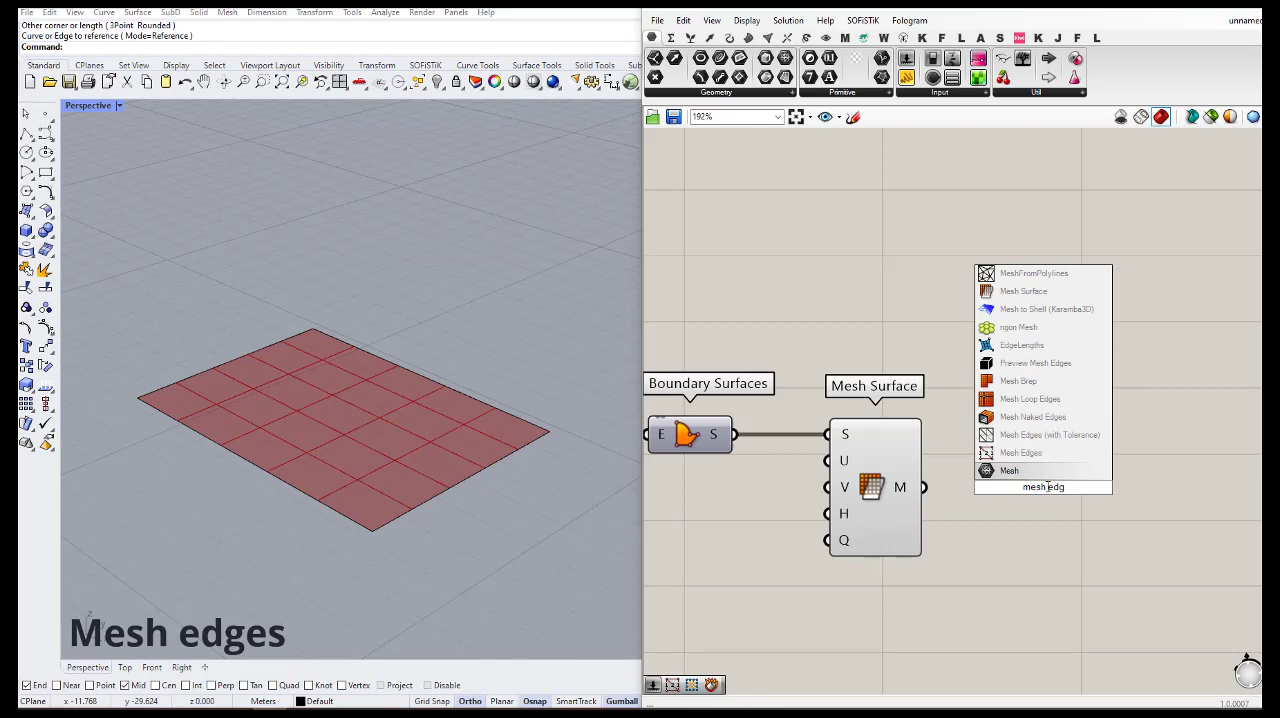 File Edit View Curve Surface SubD Solid Mesh Dimension Transform Tools Analyze Render Panels Help
Other corner or length ( 3Point Rounded )
Curve or Edge to reference ( Mode=Reference )
Command:
Standard CPlanes Set View Display Select Viewport Layout Visibility Transform Curve Tools Surface Tools Solid Tools SOFiSTiK
Perspective
Mesh edges
Perspective Top Front Right
End Near Point Mid Cen Int Perp Tan Quad Knot Vertex Project Disable
CPlane x -11.768 y -29.624 z 0.000 Meters Default Grid Snap Ortho Planar Osnap SmartTrack Gumball
File Edit View Display Solution Help SOFiSTiK Fologram unnamed
M W K F L A S K J F L
Geometry Primitive Input Util
192%
MeshFromPolylines
Mesh Surface
Mesh to Shell (Karamba3D)
ngon Mesh
EdgeLengths
Preview Mesh Edges
Mesh Brep
Mesh Loop Edges
Mesh Naked Edges
Mesh Edges (with Tolerance)
Mesh Edges
Mesh
mesh edg
Boundary Surfaces
E S
Mesh Surface
S
U
V M
H
Q
1.0.0007